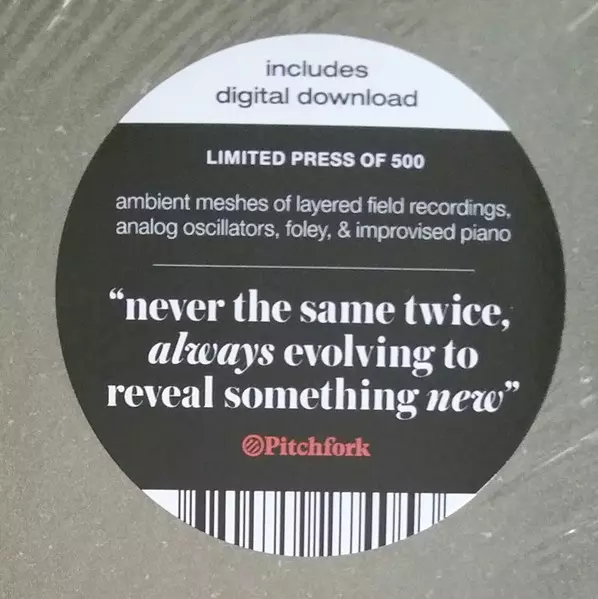 includes
digital download
LIMITED PRESS OF 500
ambient meshes of layered field recordings,
analog oscillators, foley, & improvised piano
“never the same twice,
always evolving to
reveal something new”
Pitchfork